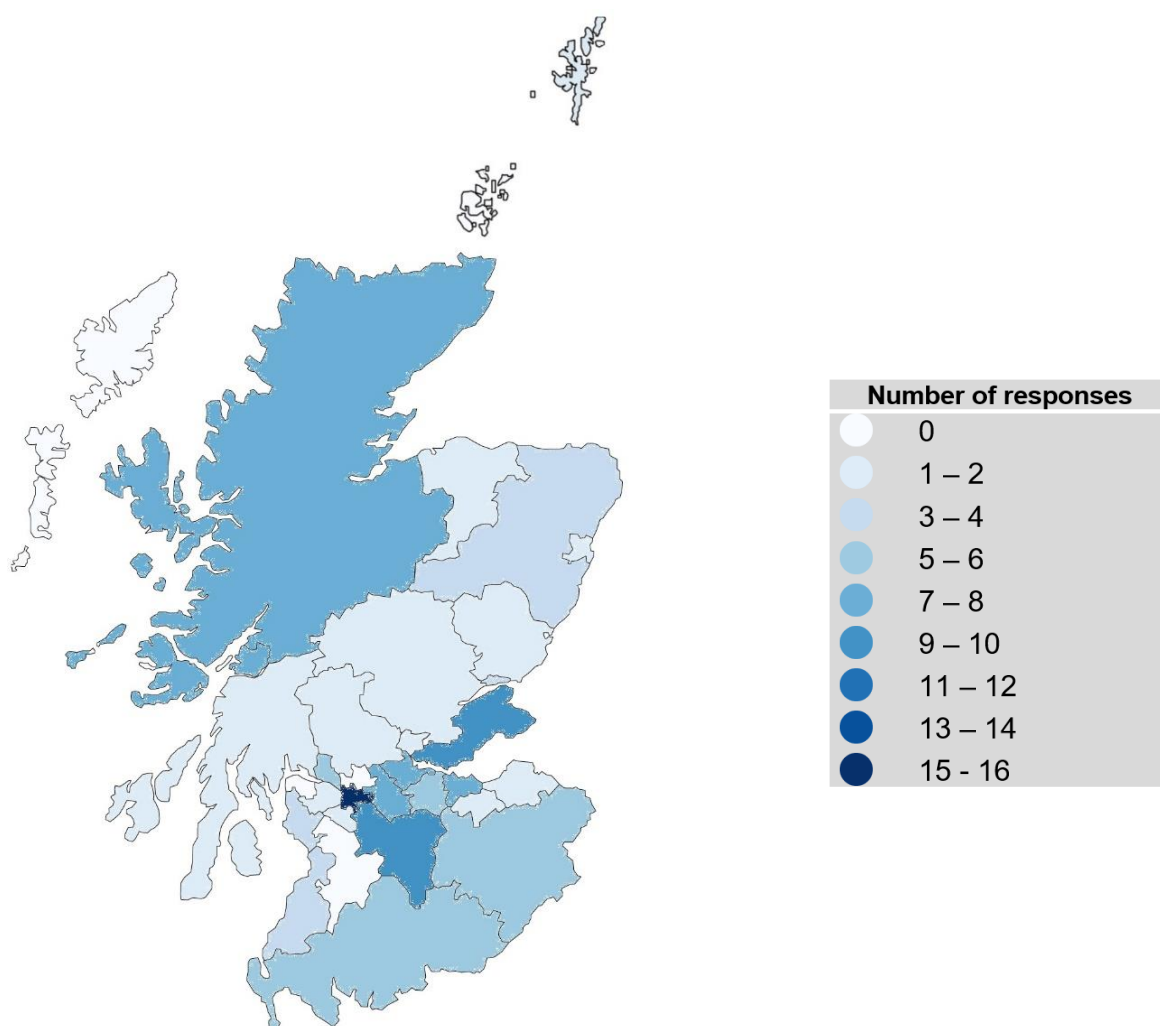 Number of responses
0
1 – 2
3 – 4
5 – 6
7 – 8
9 – 10
11 – 12
13 – 14
15 - 16